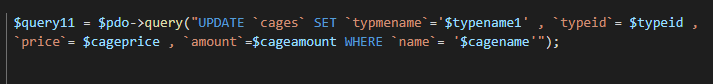 $query11 = $pdo->query("UPDATE `cages` SET `typmename`='$typename1' , `typeid`= $typeid ,
`price`= $cageprice , `amount`=$cageamount WHERE `name`= '$cagename'");